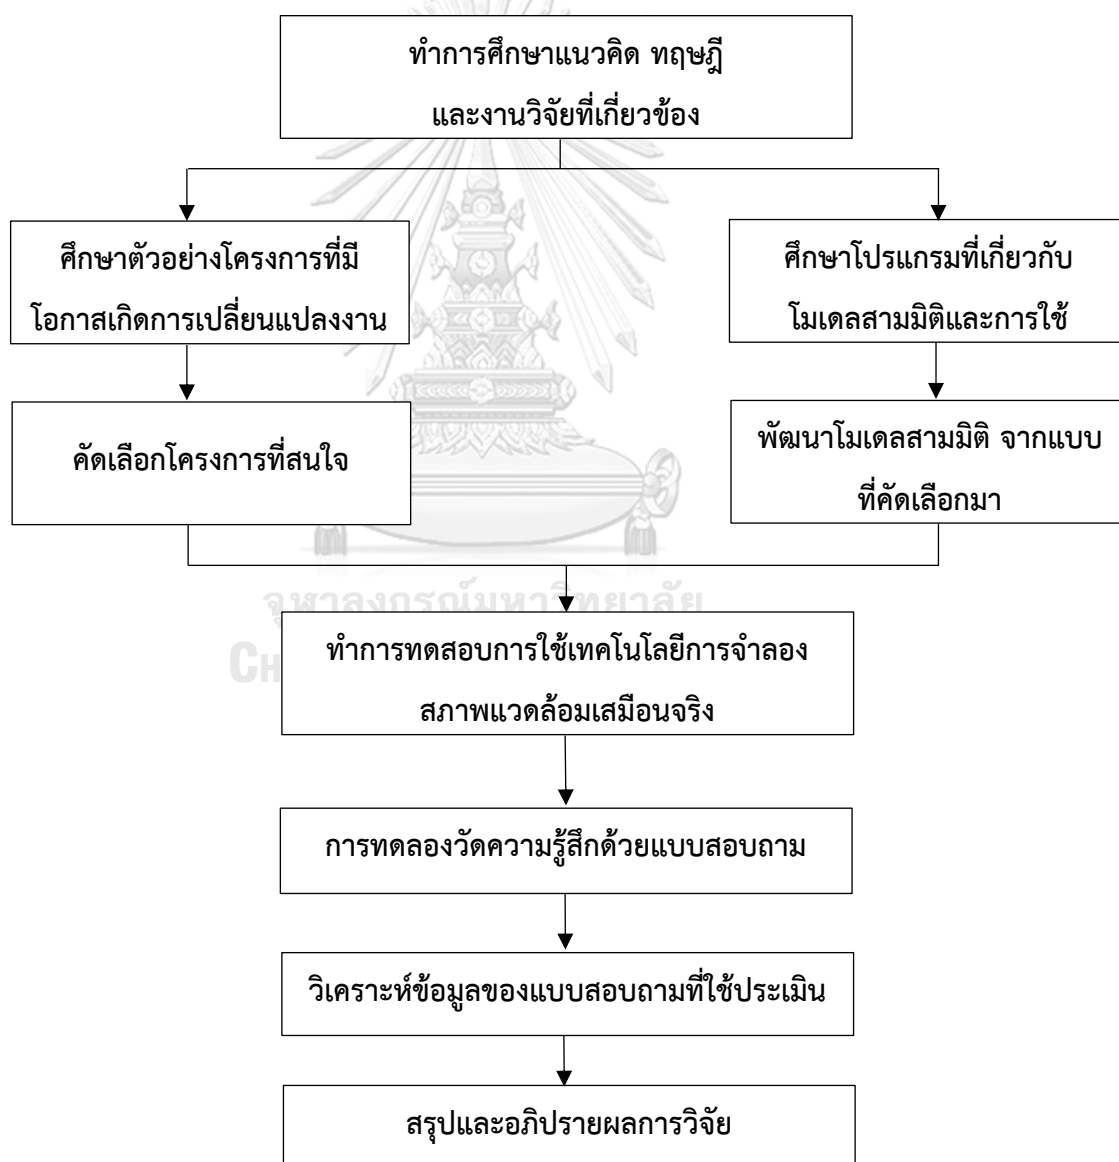 ทำการศึกษาแนวคิด ทฤษฎี
และงานวิจัยที่เกี่ยวข้อง
ศึกษาตัวอย่างโครงการที่มี
โอกาสเกิดการเปลี่ยนแปลงงาน
ศึกษาโปรแกรมที่เกี่ยวกับ
โมเดลสามมิติและการใช้
คัดเลือกโครงการที่สนใจ
พัฒนาโมเดลสามมิติ จากแบบ
ที่คัดเลือกมา
จุฬาลงกรณ์มหาวิทยาลัย
ทำการทดสอบการใช้เทคโนโลยีการจำลอง
สภาพแวดล้อมเสมือนจริง
การทดลองวัดความรู้สึกด้วยแบบสอบถาม
วิเคราะห์ข้อมูลของแบบสอบถามที่ใช้ประเมิน
สรุปและอภิปรายผลการวิจัย